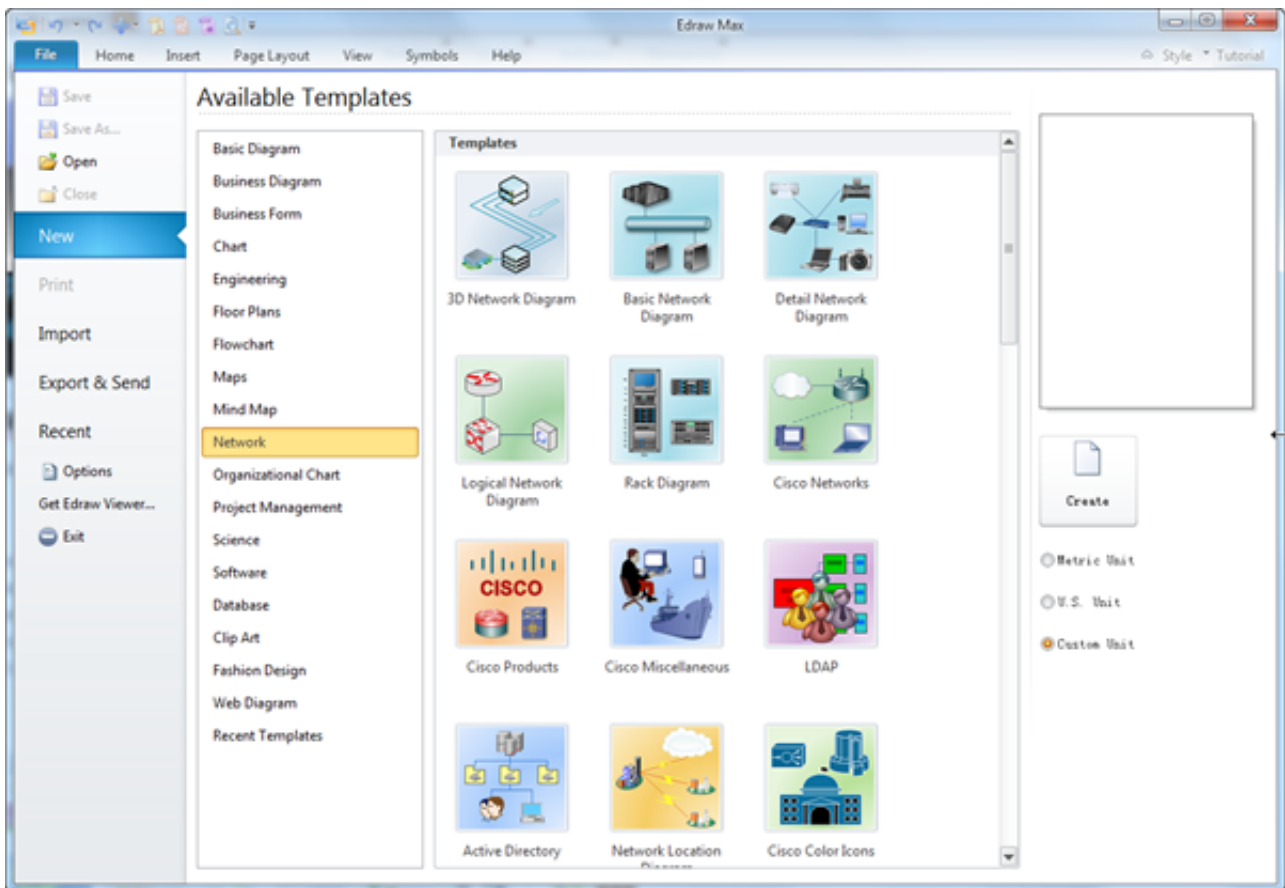 Edraw Max
File Home Insert Page Layout View Symbols Help Style Tutorial
Save
Save As...
Open
Close
New
Print
Import
Export & Send
Recent
Options
Get Edraw Viewer...
Exit
Available Templates
Basic Diagram
Business Diagram
Business Form
Chart
Engineering
Floor Plans
Flowchart
Maps
Mind Map
Network
Organizational Chart
Project Management
Science
Software
Database
Clip Art
Fashion Design
Web Diagram
Recent Templates
Templates
3D Network Diagram
Basic Network
Diagram
Detail Network
Diagram
Logical Network
Diagram
Rack Diagram
Cisco Networks
CISCO
Cisco Products
Cisco Miscellaneous
LDAP
Active Directory
Network Location
Diagram
Cisco Color Icons
Create
Metric Unit
U.S. Unit
Custom Unit